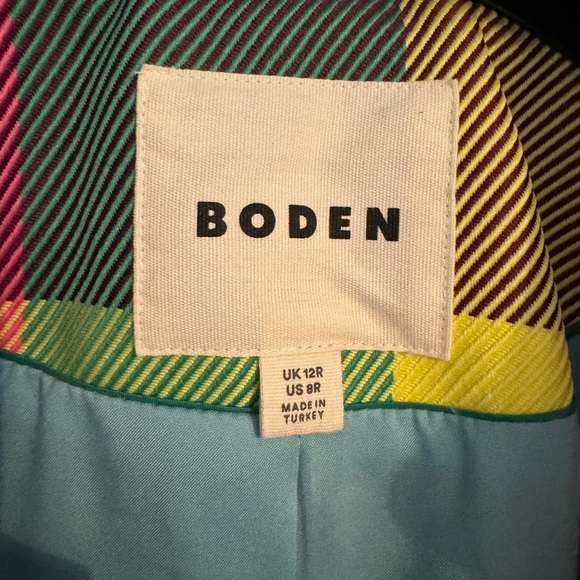 BODEN
UK 12R
US 8R
MADE IN
TURKEY